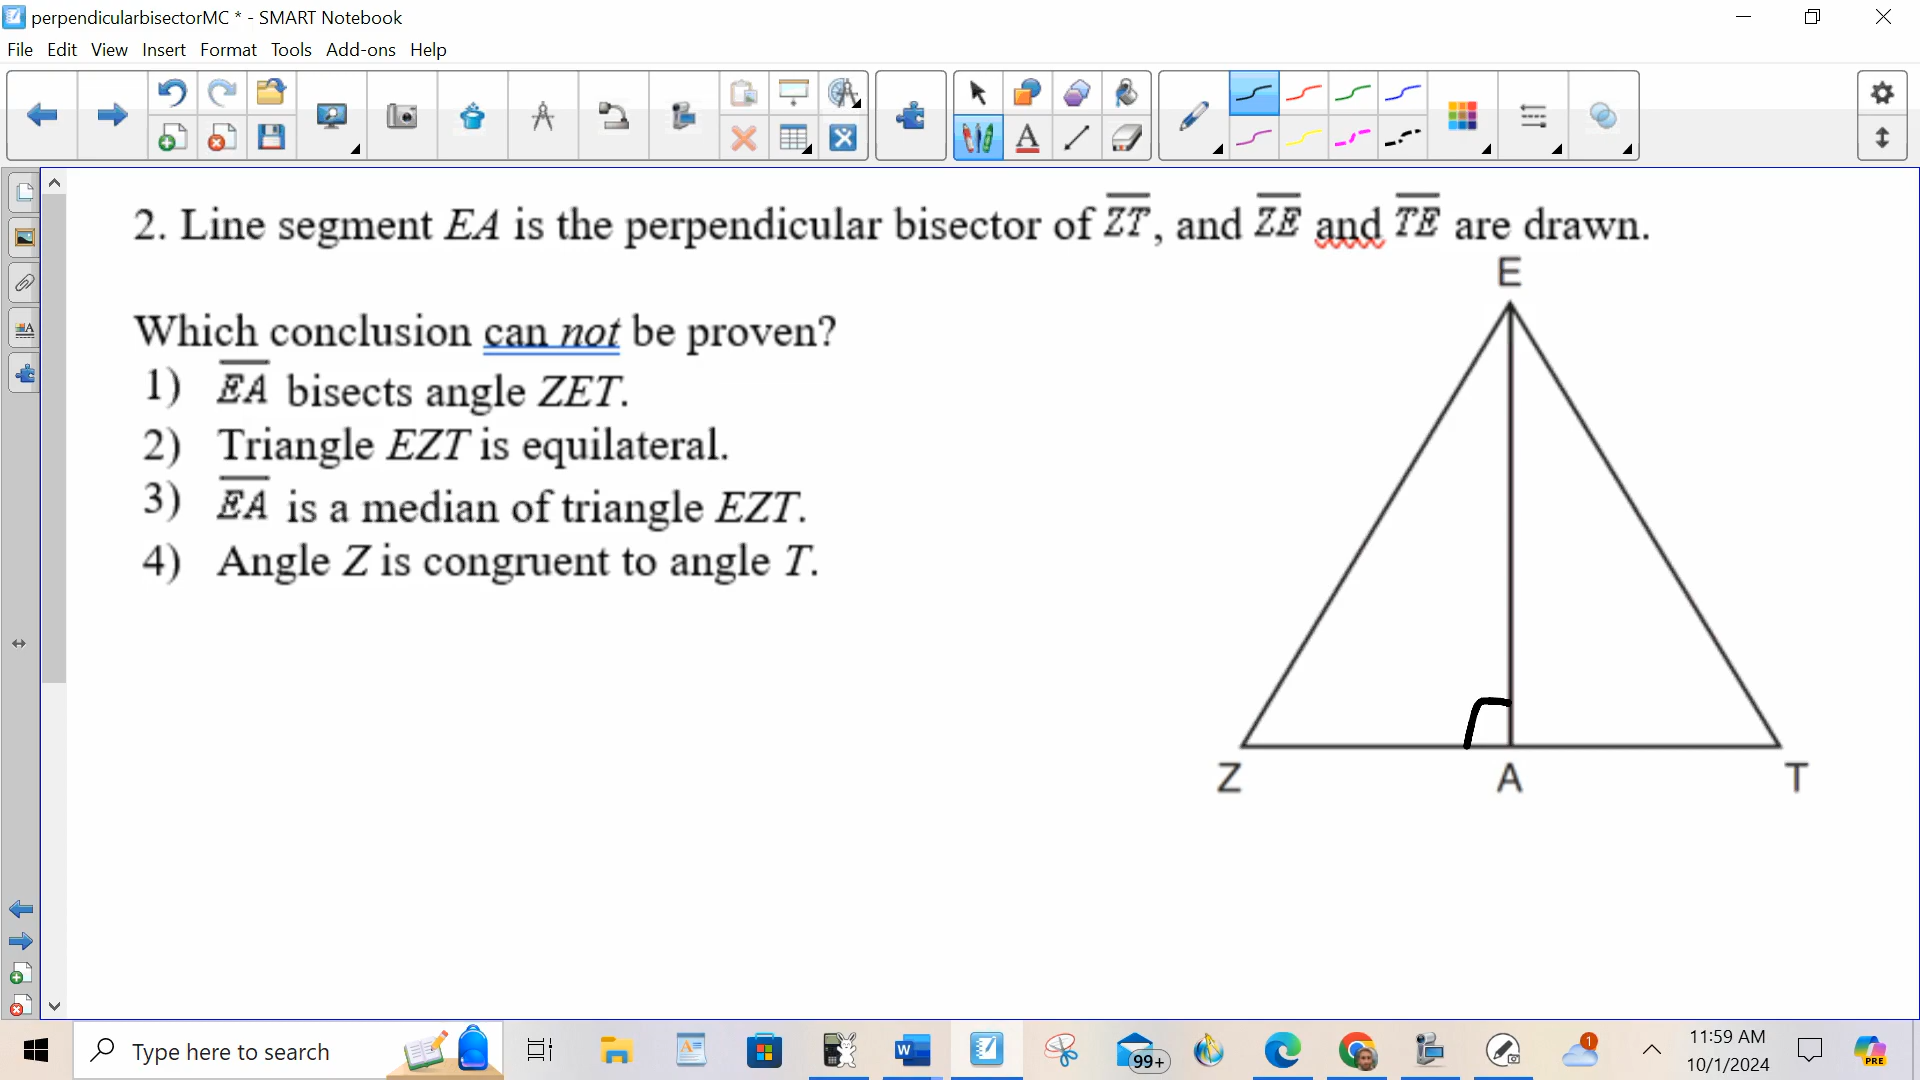 perpendicularbisectorMC * - SMART Notebook
File Edit View Insert Format Tools Add-ons Help
2. Line segment EA is the perpendicular bisector of ZT, and ZE and TE are drawn.
E
Which conclusion can not be proven?
1) EA bisects angle ZET.
2) Triangle EZT is equilateral.
3) EA is a median of triangle EZT.
4) Angle Z is congruent to angle T.
Z A T
Type here to search
99+
1
11:59 AM
10/1/2024
PRE